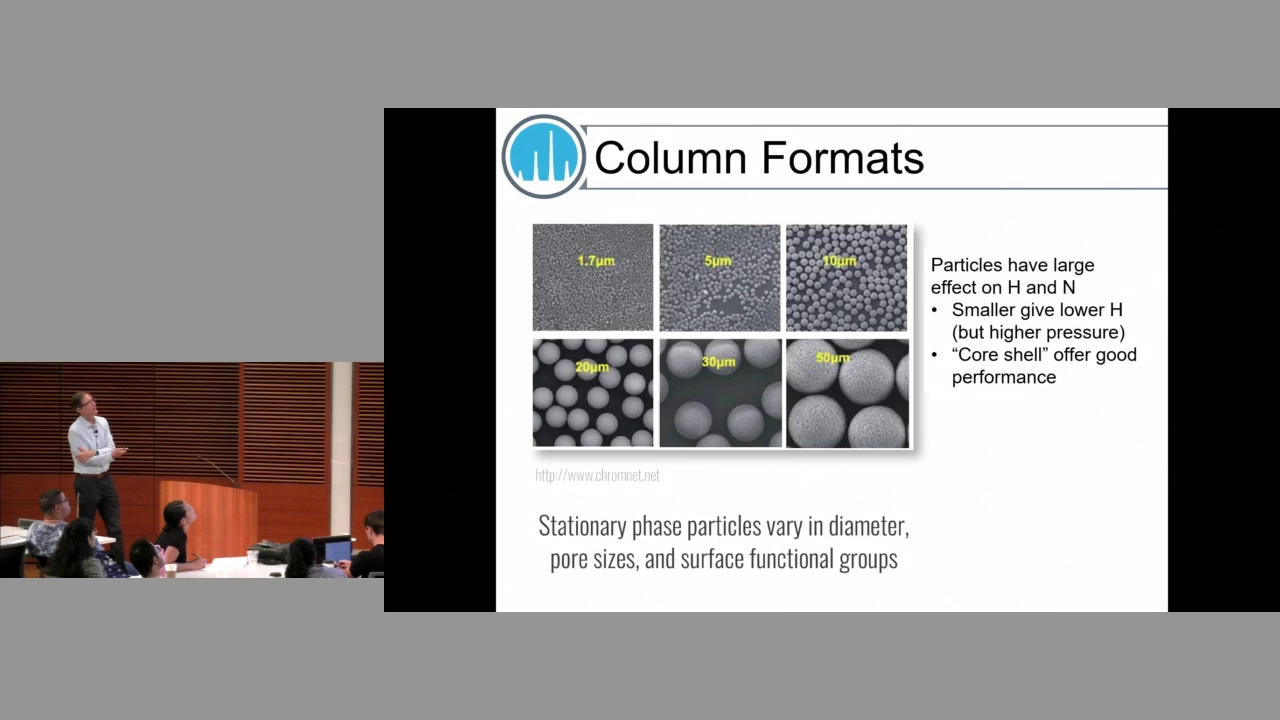 Column Formats
1.7µm
5µm
10µm
20µm
30µm
50µm
Particles have large
effect on H and N
• Smaller give lower H
(but higher pressure)
• “Core shell” offer good
performance
http://www.chromnet.net
Stationary phase particles vary in diameter,
pore sizes, and surface functional groups